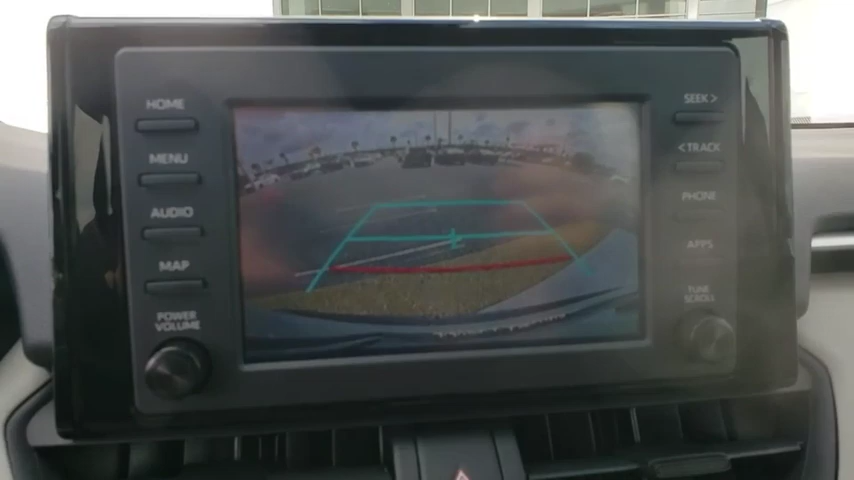 HOME
MENU
AUDIO
MAP
POWER
VOLUME
SEEK >
< TRACK
PHONE
APPS
TUNE
SCROLL